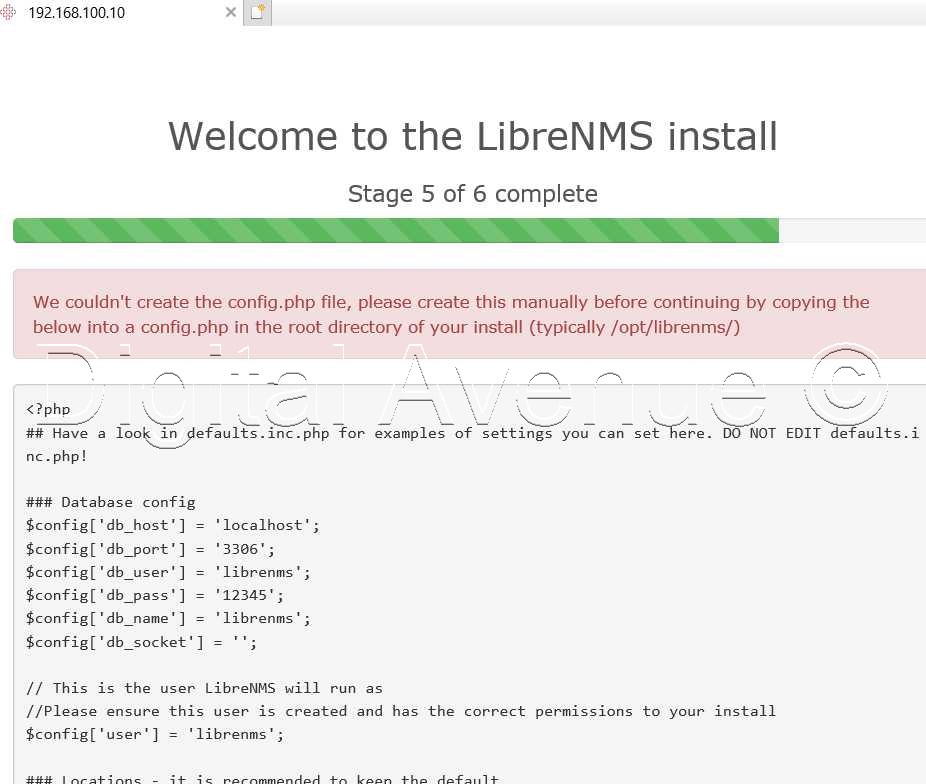 192.168.100.10
Welcome to the LibreNMS install
Stage 5 of 6 complete
We couldn't create the config.php file, please create this manually before continuing by copying the
below into a config.php in the root directory of your install (typically /opt/librenms/)
Digital Avenue ©
<?php
## Have a look in defaults.inc.php for examples of settings you can set here. DO NOT EDIT defaults.i
nc.php!
### Database config
$config['db_host'] = 'localhost';
$config['db_port'] = '3306';
$config['db_user'] = 'librenms';
$config['db_pass'] = '12345';
$config['db_name'] = 'librenms';
$config['db_socket'] = '';
// This is the user LibreNMS will run as
//Please ensure this user is created and has the correct permissions to your install
$config['user'] = 'librenms';
### Locations - it is recommended to keep the default